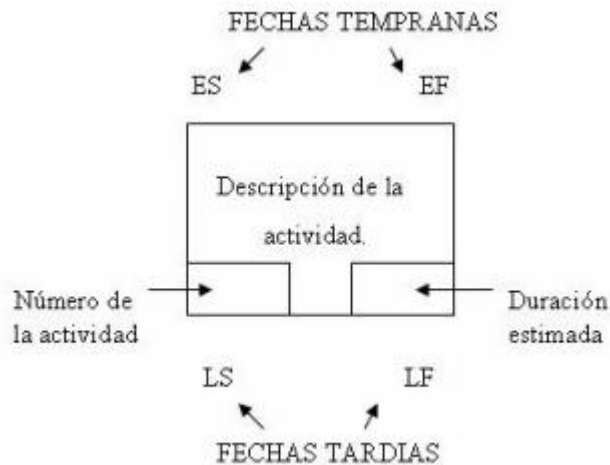 FECHAS TEMPRANAS
ES EF
Descripción de la
actividad.
Número de
la actividad
Duración
estimada
LS LF
FECHAS TARDIAS